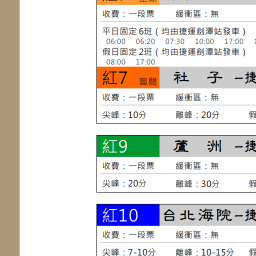 收費：一段票 緩衝區：無
平日固定6班（均由捷運劍潭站發車）
06:00 06:20 07:30 10:00 17:00
假日固定2班（均由捷運劍潭站發車）
08:00 17:00
紅7 區間 社子－捷
收費：一段票 緩衝區：無
尖峰：10分 離峰：20分 假
紅9 蘆洲－捷
收費：一段票 緩衝區：無
尖峰：20分 離峰：30分 假
紅10 台北海院－捷
收費：一段票 緩衝區：無
尖峰：7-10分 離峰：10-15分 假